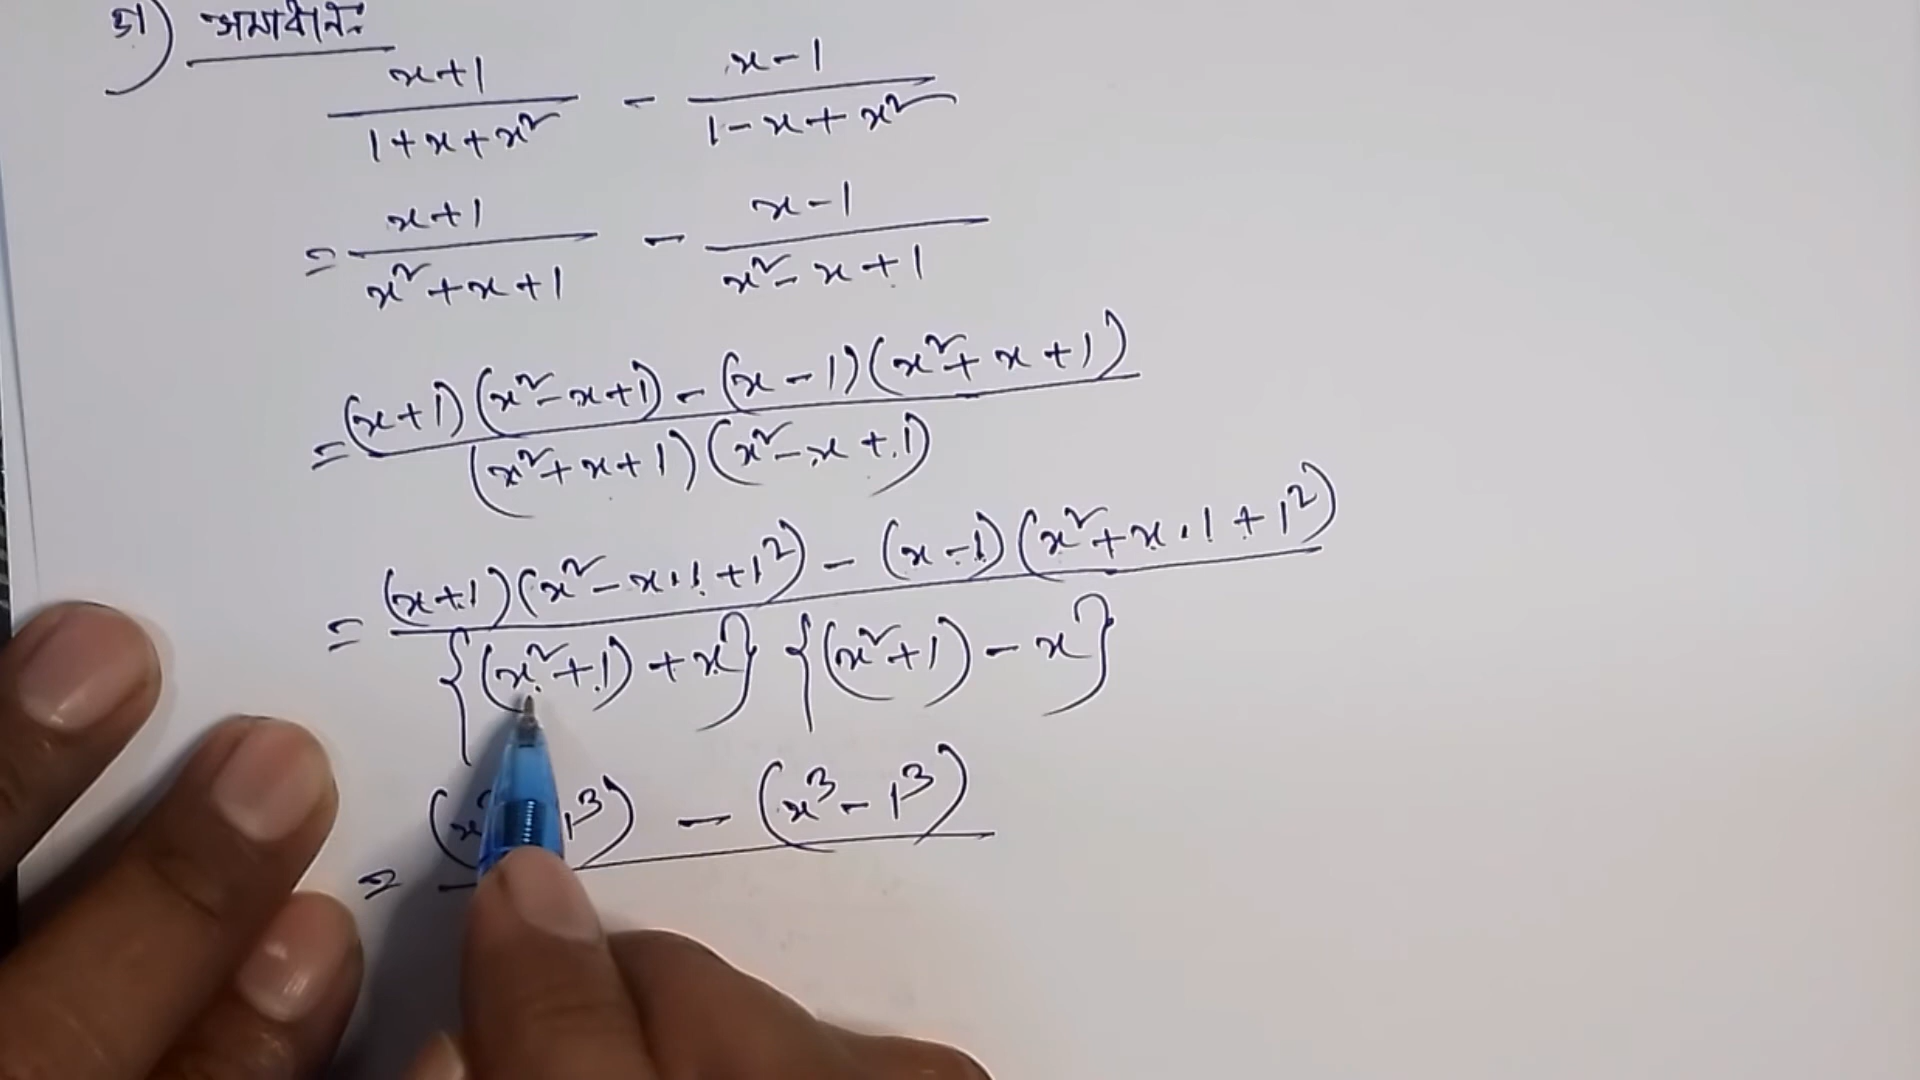 সমাধানঃ
x+1 / 1+x+x² - x-1 / 1-x+x²
= x+1 / x²+x+1 - x-1 / x²-x+1
= (x+1)(x²-x+1) - (x-1)(x²+x+1) / (x²+x+1)(x²-x+1)
= (x+1)(x²-x.1+1²) - (x-1)(x²+x.1+1²) / {(x²+1)+x} {(x²+1)-x}
= (x 1³) - (x³-1³)